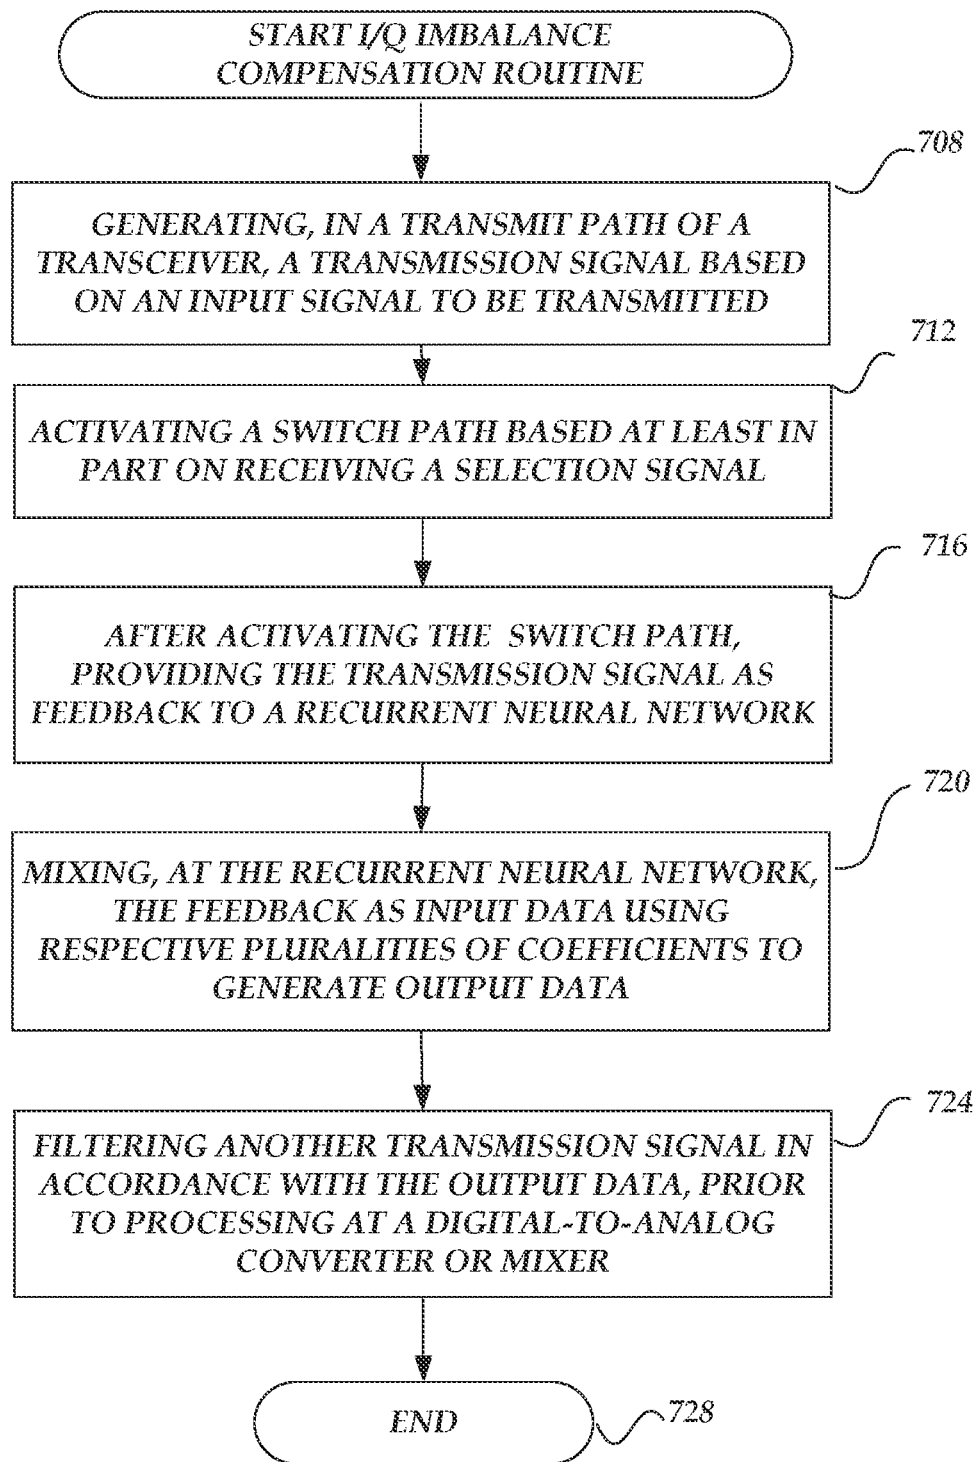 START I/Q IMBALANCE
COMPENSATION ROUTINE
708
GENERATING, IN A TRANSMIT PATH OF A
TRANSCEIVER, A TRANSMISSION SIGNAL BASED
ON AN INPUT SIGNAL TO BE TRANSMITTED
712
ACTIVATING A SWITCH PATH BASED AT LEAST IN
PART ON RECEIVING A SELECTION SIGNAL
716
AFTER ACTIVATING THE SWITCH PATH,
PROVIDING THE TRANSMISSION SIGNAL AS
FEEDBACK TO A RECURRENT NEURAL NETWORK
720
MIXING, AT THE RECURRENT NEURAL NETWORK,
THE FEEDBACK AS INPUT DATA USING
RESPECTIVE PLURALITIES OF COEFFICIENTS TO
GENERATE OUTPUT DATA
724
FILTERING ANOTHER TRANSMISSION SIGNAL IN
ACCORDANCE WITH THE OUTPUT DATA, PRIOR
TO PROCESSING AT A DIGITAL-TO-ANALOG
CONVERTER OR MIXER
END
728